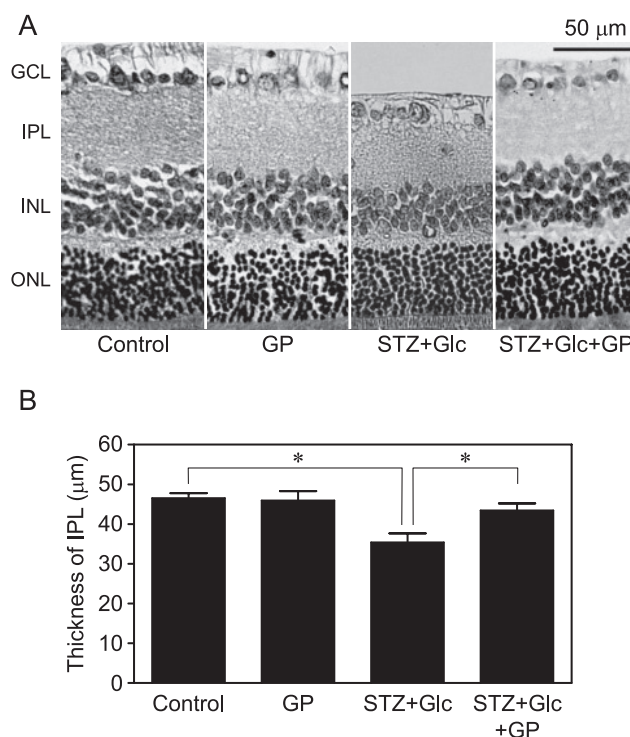 A
50 μm
GCL
IPL
INL
ONL
Control GP STZ+Glc STZ+Glc+GP
B
Thickness of IPL (μm)
60
50
40
30
20
10
0
* *
Control GP STZ+Glc STZ+Glc
+GP